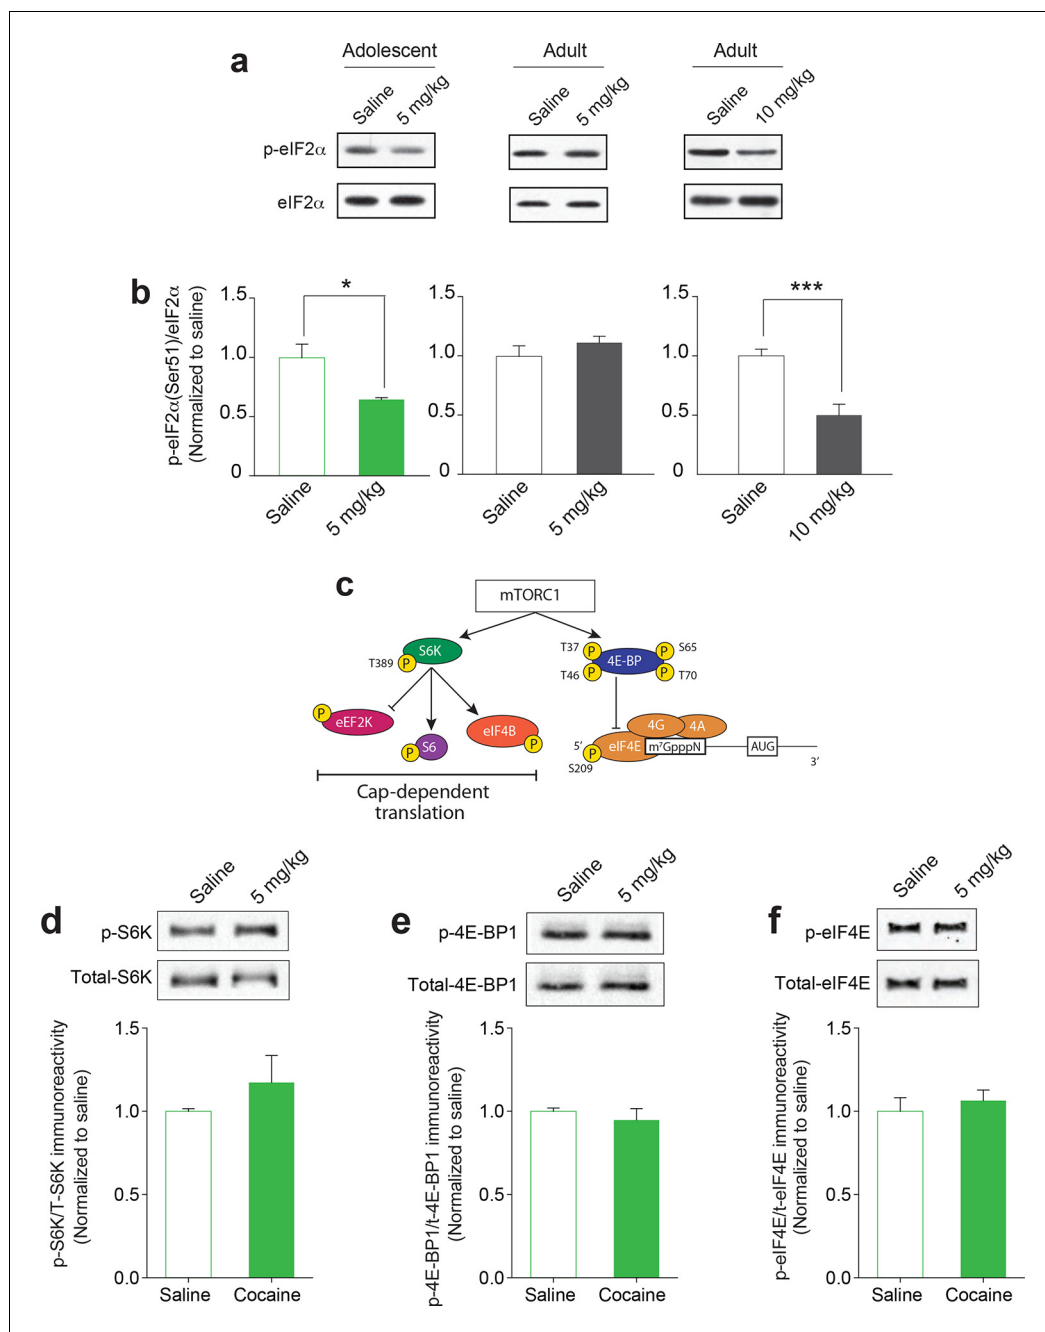 a
Adolescent
Adult
Adult
Saline
5 mg/kg
Saline
5 mg/kg
Saline
10 mg/kg
p-eIF2α
eIF2α
b
p-eIF2α(Ser51)/eIF2α
(Normalized to saline)
1.5
1.0
0.5
0
*
Saline
5 mg/kg
1.5
1.0
0.5
0
Saline
5 mg/kg
1.5
1.0
0.5
0
***
Saline
10 mg/kg
c
mTORC1
S6K
T389
P
T37
P
4E-BP
P
S65
T46
P
P
T70
P
eEF2K
P
S6
eIF4B
P
4G
4A
5′
P
eIF4E
m⁷GpppN
AUG
3′
S209
Cap-dependent
translation
d
Saline
5 mg/kg
p-S6K
Total-S6K
p-S6K/T-S6K immunoreactivity
(Normalized to saline)
1.5
1.0
0.5
0.0
Saline
Cocaine
e
Saline
5 mg/kg
p-4E-BP1
Total-4E-BP1
p-4E-BP1/t-4E-BP1 immunoreactivity
(Normalized to saline)
1.5
1.0
0.5
0.0
Saline
Cocaine
f
Saline
5 mg/kg
p-eIF4E
Total-eIF4E
p-eIF4E/t-eIF4E immunoreactivity
(Normalized to saline)
1.5
1.0
0.5
0.0
Saline
Cocaine